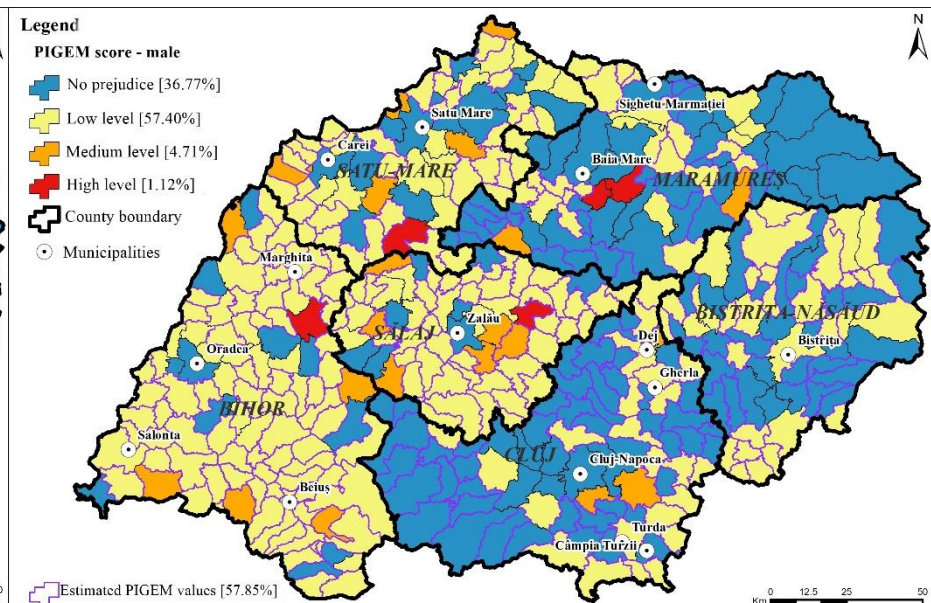 Legend
PIGEM score - male
No prejudice [36.77%]
Low level [57.40%]
Medium level [4.71%]
High level [1.12%]
County boundary
Municipalities
N
Sighetu-Marmației
Satu Mare
Carei
SATU-MARE
Baia Mare
MARAMUREȘ
Marghita
SĂLAJ
Zalău
BISTRIȚA-NĂSĂUD
Dej
Bistrița
Oradea
Gherla
BIHOR
Salonta
CLUJ
Cluj-Napoca
Beiuș
Turda
Câmpia Turzii
Estimated PIGEM values [57.85%]
0 12.5 25 50
Km